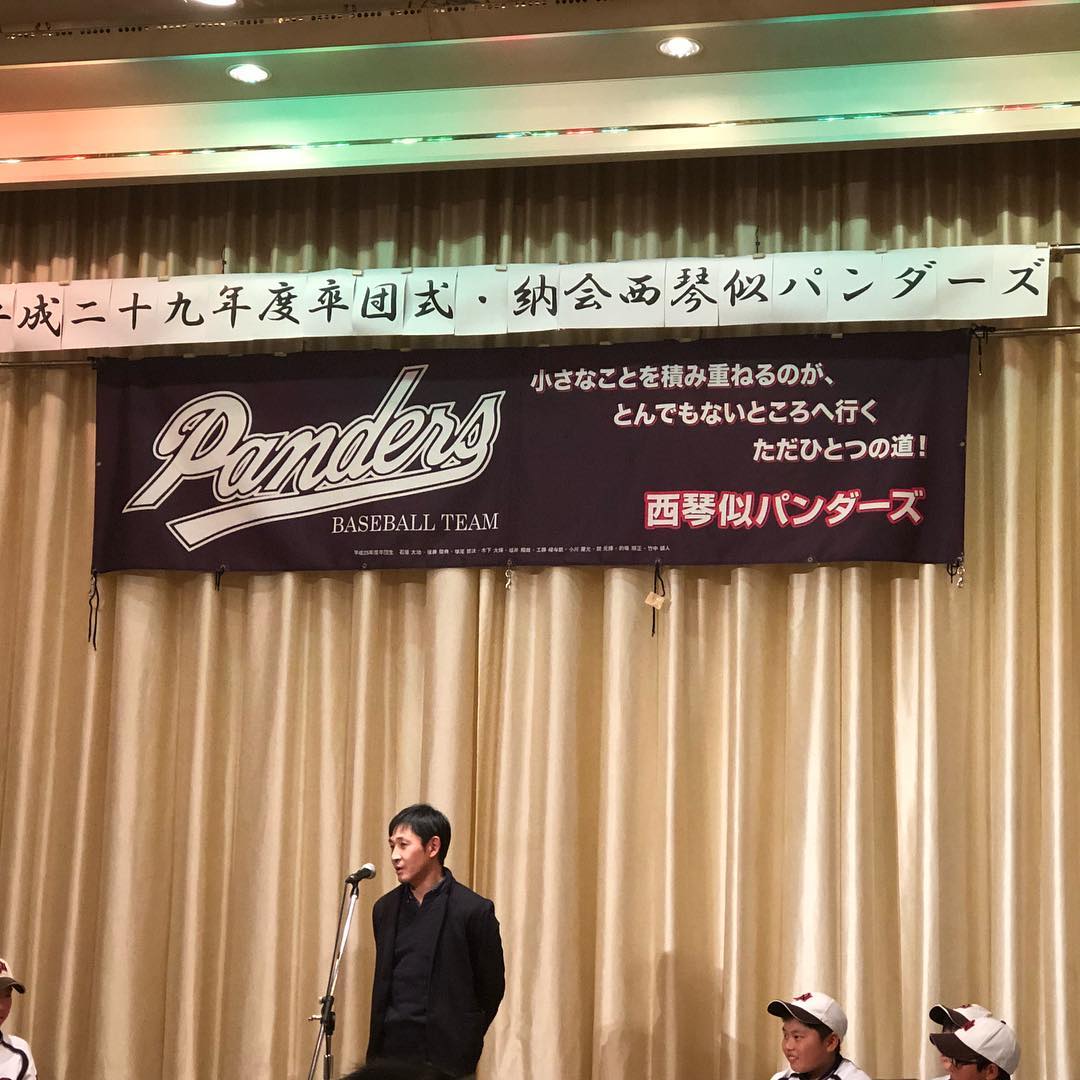 平成二十九年度卒団式・納会西琴似パンダーズ
Panders
BASEBALL TEAM
小さなことを積み重ねるのが、
とんでもないところへ行く
ただひとつの道！
西琴似パンダーズ